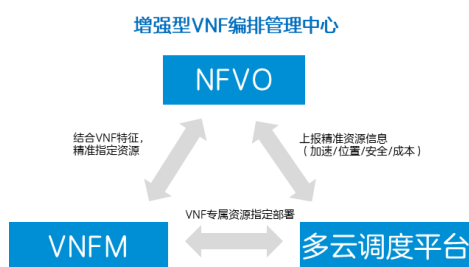 增强型VNF编排管理中心
NFVO
结合VNF特征，
精准指定资源
上报精准资源信息
（加速/位置/安全/成本）
VNF专属资源指定部署
VNFM
多云调度平台